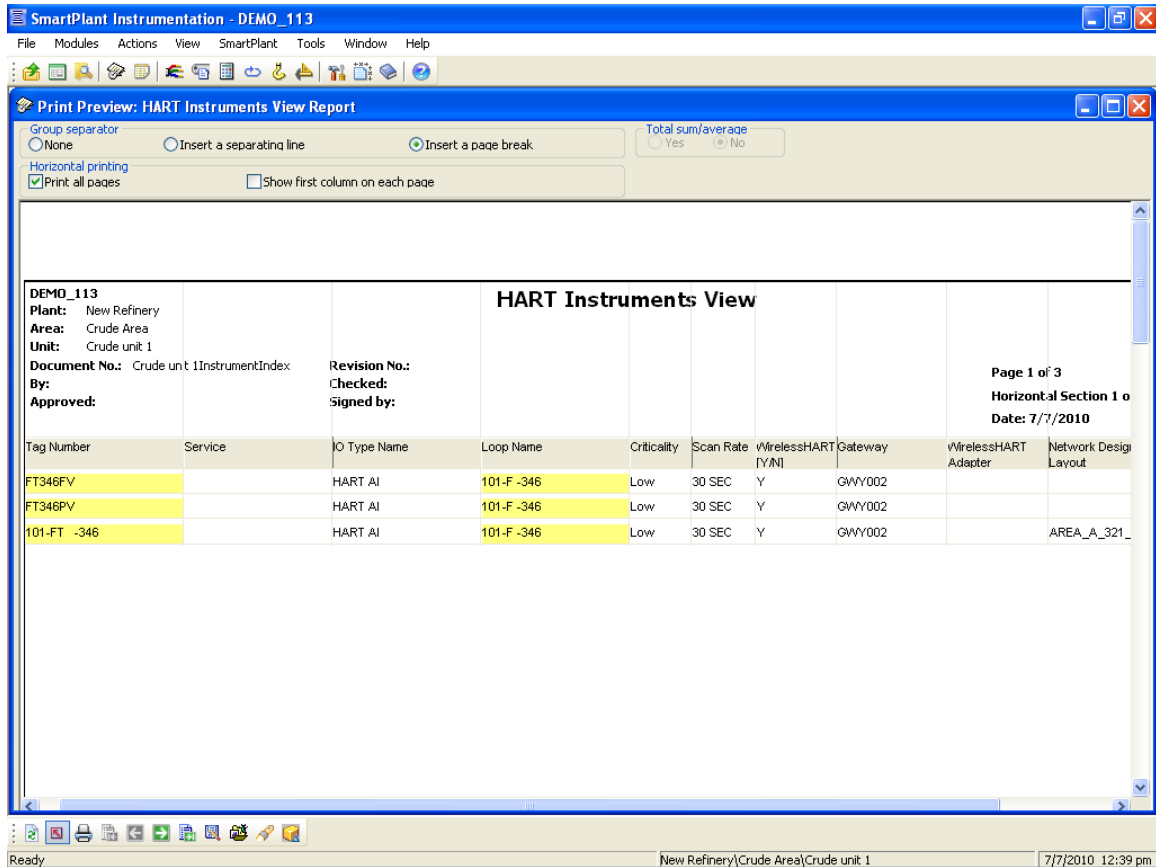 SmartPlant Instrumentation - DEMO_113
File Modules Actions View SmartPlant Tools Window Help
Print Preview: HART Instruments View Report
Group separator
None Insert a separating line Insert a page break
Total sum/average
Yes No
Horizontal printing
Print all pages Show first column on each page
DEMO_113
HART Instruments View
Plant: New Refinery
Area: Crude Area
Unit: Crude unit 1
Document No.: Crude unit 1InstrumentIndex Revision No.:
Page 1 of 3
By: Checked:
Horizontal Section 1 o
Approved: Signed by:
Date: 7/7/2010
Tag Number Service IO Type Name Loop Name Criticality Scan Rate WirelessHART Gateway WirelessHART Network Desig
[Y/N] Adapter Layout
FT346FV HART AI 101-F -346 Low 30 SEC Y GWY002
FT346PV HART AI 101-F -346 Low 30 SEC Y GWY002
101-FT -346 HART AI 101-F -346 Low 30 SEC Y GWY002 AREA_A_321_
Ready New Refinery\Crude Area\Crude unit 1 7/7/2010 12:39 pm